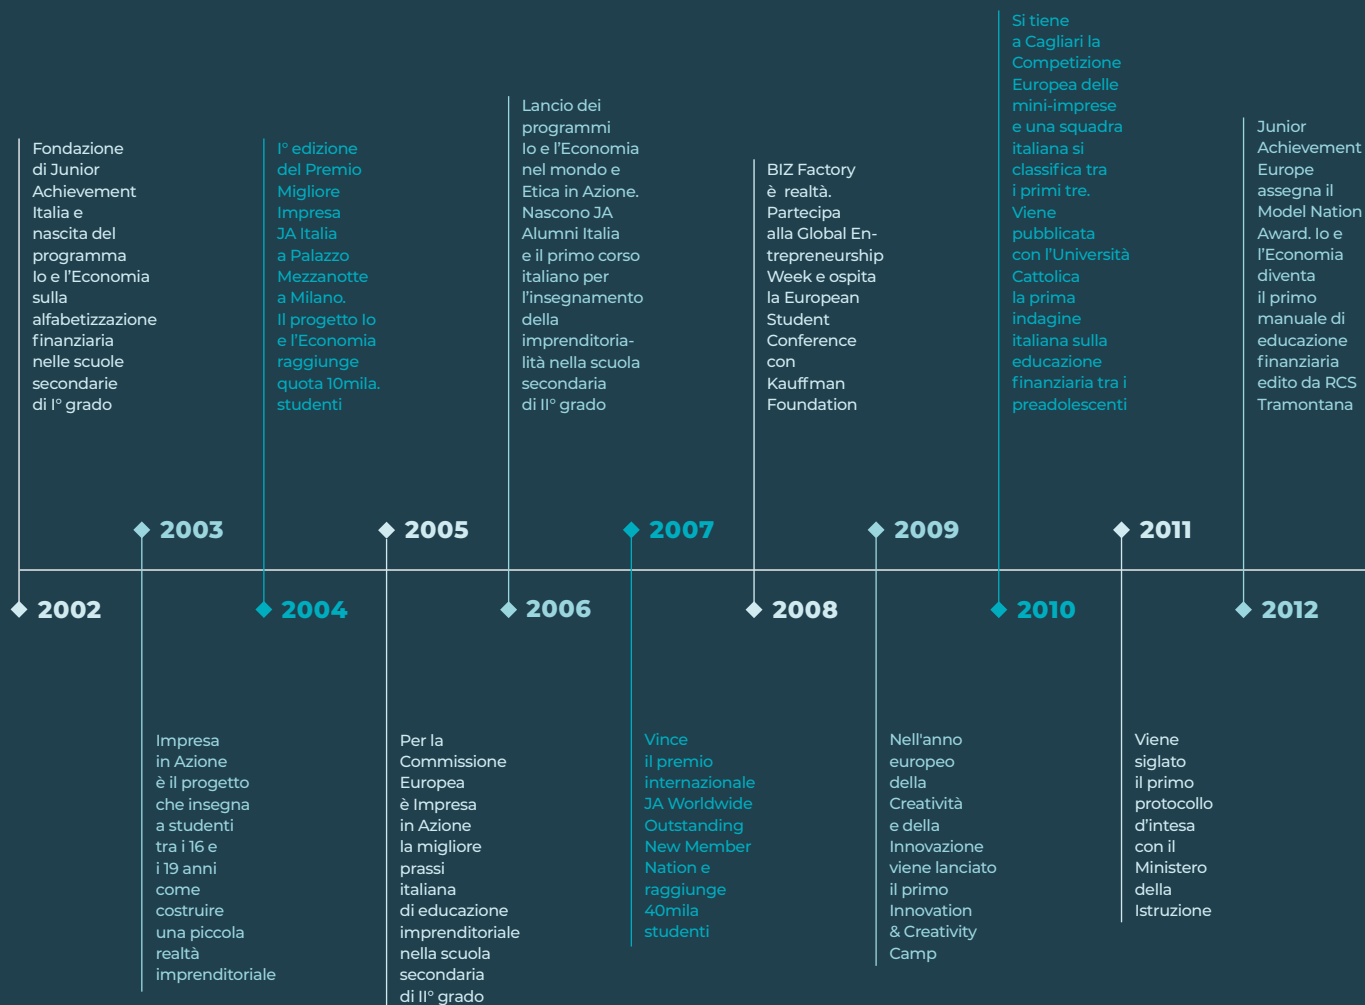 Fondazione
di Junior
Achievement
Italia e
nascita del
programma
Io e l’Economia
sulla
alfabetizzazione
finanziaria
nelle scuole
secondarie
di I° grado
2002
2003
Impresa
in Azione
è il progetto
che insegna
a studenti
tra i 16 e
i 19 anni
come
costruire
una piccola
realtà
imprenditoriale
I° edizione
del Premio
Migliore
Impresa
JA Italia
a Palazzo
Mezzanotte
a Milano.
Il progetto Io
e l’Economia
raggiunge
quota 10mila.
studenti
2004
2005
Per la
Commissione
Europea
è Impresa
in Azione
la migliore
prassi
italiana
di educazione
imprenditoriale
nella scuola
secondaria
di II° grado
Lancio dei
programmi
Io e l’Economia
nel mondo e
Etica in Azione.
Nascono JA
Alumni Italia
e il primo corso
italiano per
l’insegnamento
della
imprenditoria-
lità nella scuola
secondaria
di II° grado
2006
2007
Vince
il premio
internazionale
JA Worldwide
Outstanding
New Member
Nation e
raggiunge
40mila
studenti
BIZ Factory
è realtà.
Partecipa
alla Global En-
trepreneurship
Week e ospita
la European
Student
Conference
con
Kauffman
Foundation
2008
2009
Nell'anno
europeo
della
Creatività
e della
Innovazione
viene lanciato
il primo
Innovation
& Creativity
Camp
Si tiene
a Cagliari la
Competizione
Europea delle
mini-imprese
e una squadra
italiana si
classifica tra
i primi tre.
Viene
pubblicata
con l’Università
Cattolica
la prima
indagine
italiana sulla
educazione
finanziaria tra i
preadolescenti
2010
2011
Viene
siglato
il primo
protocollo
d’intesa
con il
Ministero
della
Istruzione
Junior
Achievement
Europe
assegna il
Model Nation
Award. Io e
l’Economia
diventa
il primo
manuale di
educazione
finanziaria
edito da RCS
Tramontana
2012